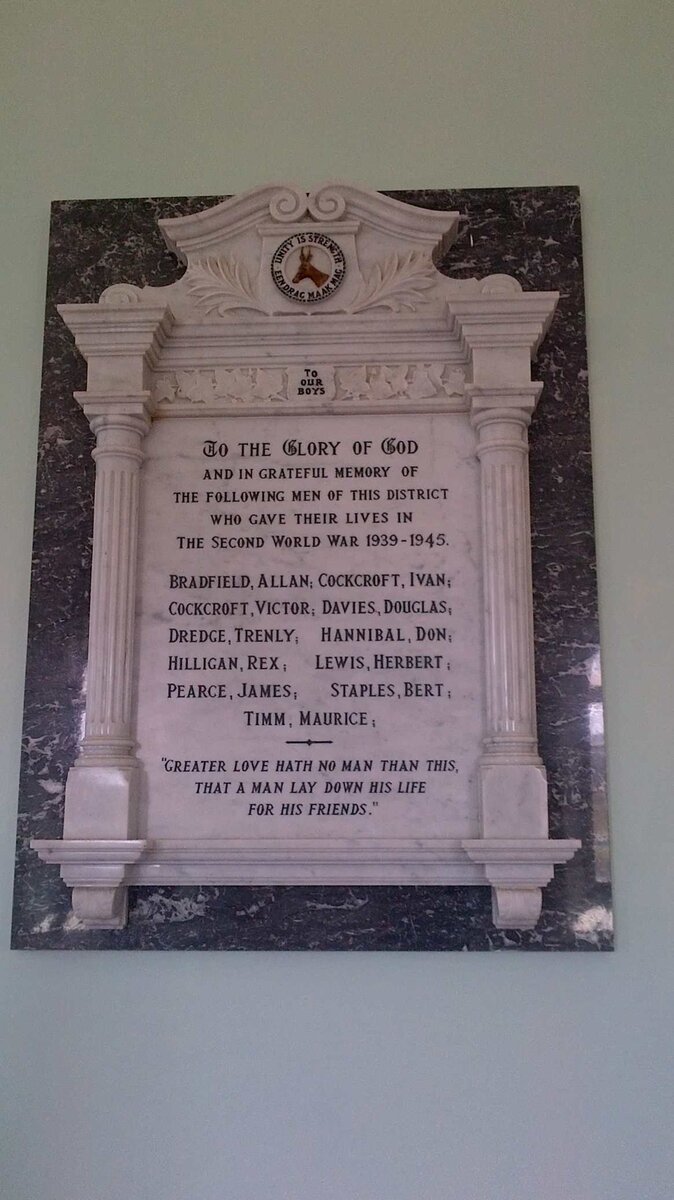 UNITY IS STRENGTH
EENDRAG MAAK MAG
TO
OUR
BOYS
TO THE GLORY OF GOD
AND IN GRATEFUL MEMORY OF
THE FOLLOWING MEN OF THIS DISTRICT
WHO GAVE THEIR LIVES IN
THE SECOND WORLD WAR 1939-1945.
BRADFIELD, ALLAN; COCKCROFT, IVAN;
COCKCROFT, VICTOR; DAVIES, DOUGLAS;
DREDGE, TRENLY; HANNIBAL, DON;
HILLIGAN, REX; LEWIS, HERBERT;
PEARCE, JAMES; STAPLES, BERT;
TIMM, MAURICE;
"GREATER LOVE HATH NO MAN THAN THIS,
THAT A MAN LAY DOWN HIS LIFE
FOR HIS FRIENDS."